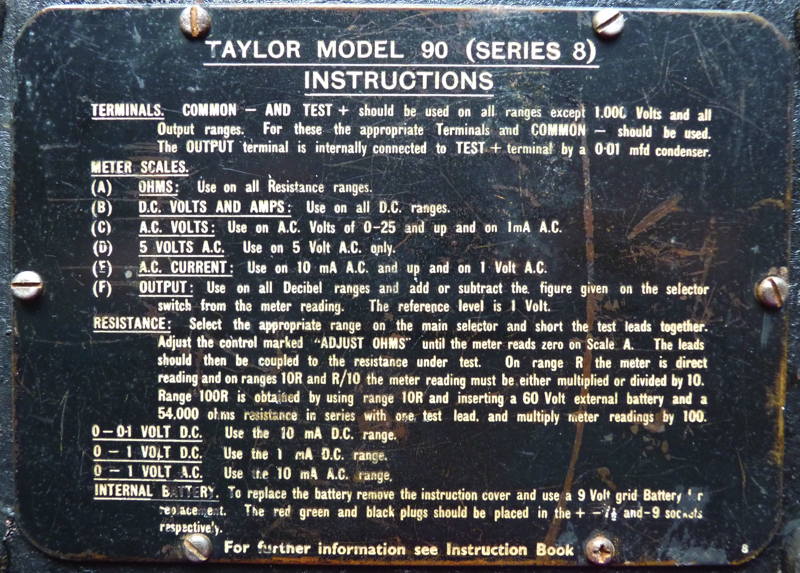 TAYLOR MODEL 90 (SERIES 8)
INSTRUCTIONS
TERMINALS. COMMON — AND TEST + should be used on all ranges except 1.000 Volts and all
Output ranges. For these the appropriate Terminals and COMMON — should be used.
The OUTPUT terminal is internally connected to TEST + terminal by a 0·01 mfd condenser.
METER SCALES.
(A) OHMS: Use on all Resistance ranges.
(B) D.C. VOLTS AND AMPS: Use on all D.C. ranges.
(C) A.C. VOLTS: Use on A.C. Volts of 0-25 and up and on 1mA A.C.
(D) 5 VOLTS A.C. Use on 5 Volt A.C. only.
(E) A.C. CURRENT: Use on 10 mA A.C. and up and on 1 Volt A.C.
(F) OUTPUT: Use on all Decibel ranges and add or subtract the figure given on the selector
switch from the meter reading. The reference level is 1 Volt.
RESISTANCE: Select the appropriate range on the main selector and short the test leads together.
Adjust the control marked "ADJUST OHMS" until the meter reads zero on Scale A. The leads
should then be coupled to the resistance under test. On range R the meter is direct
reading and on ranges 10R and R/10 the meter reading must be either multiplied or divided by 10.
Range 100R is obtained by using range 10R and inserting a 60 Volt external battery and a
54.000 ohms resistance in series with one test lead, and multiply meter readings by 100.
0—0·1 VOLT D.C. Use the 10 mA D.C. range.
0 — 1 VOLT D.C. Use the 1 mA D.C. range.
0 — 1 VOLT A.C. Use the 10 mA A.C. range.
INTERNAL BATTERY. To replace the battery remove the instruction cover and use a 9 Volt grid Battery for
replacement. The red green and black plugs should be placed in the + —7½ and-9 sockets
respectively.
For further information see Instruction Book
8